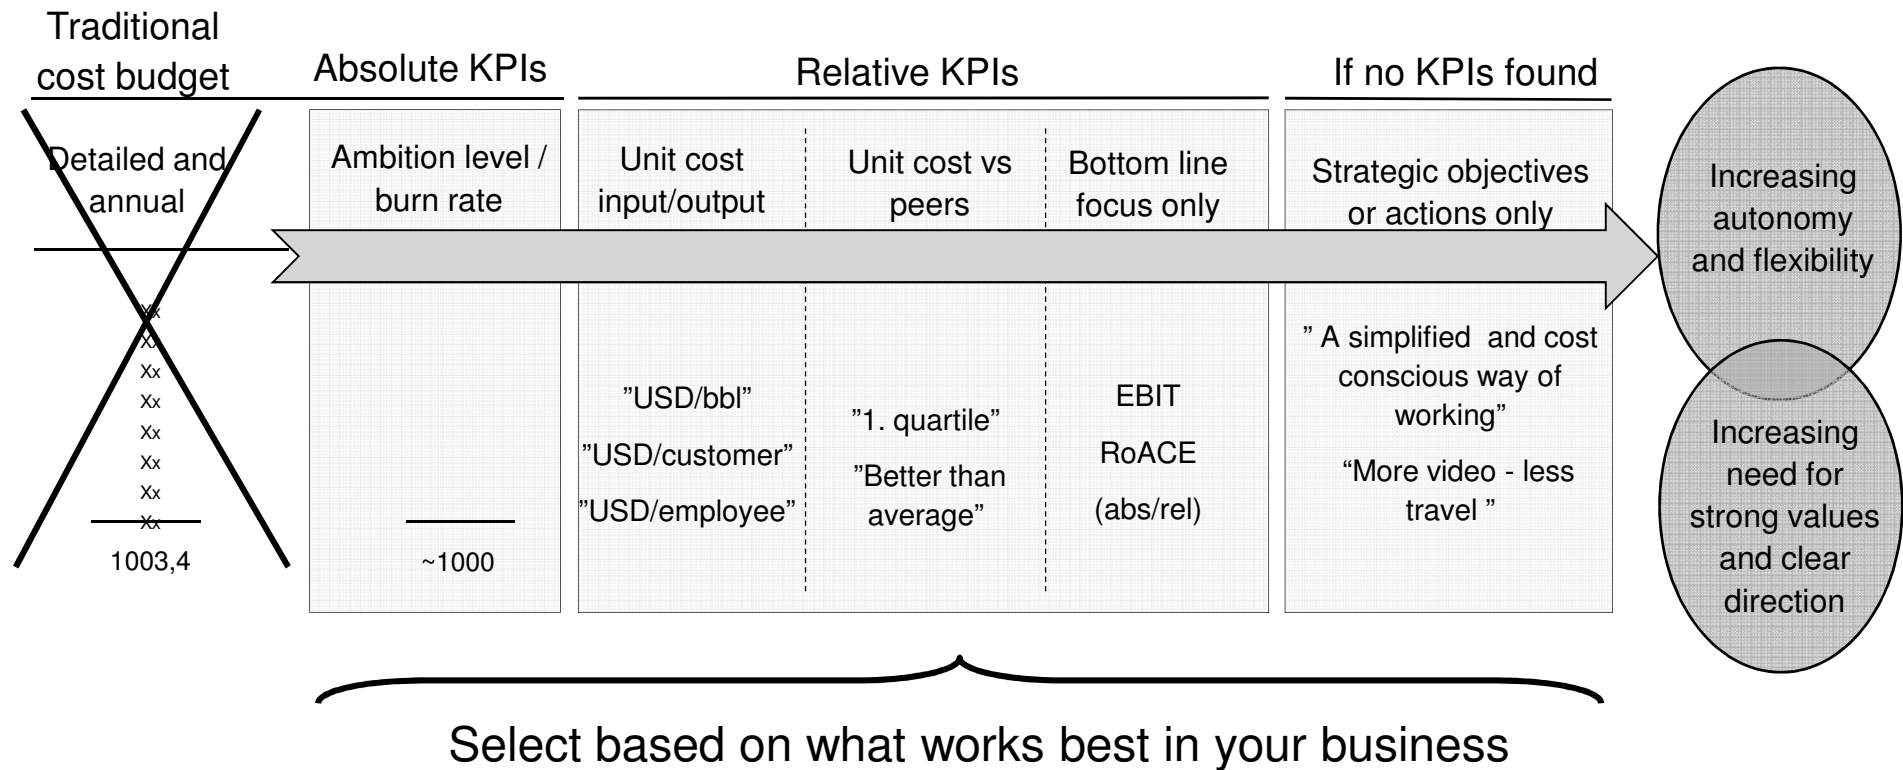 Traditional
cost budget
Absolute KPIs
Relative KPIs
If no KPIs found
Detailed and
annual
Xx
Xx
Xx
Xx
Xx
Xx
Xx
Xx
1003,4
Ambition level /
burn rate
~1000
Unit cost
input/output
”USD/bbl”
”USD/customer”
”USD/employee”
Unit cost vs
peers
”1. quartile”
”Better than
average”
Bottom line
focus only
EBIT
RoACE
(abs/rel)
Strategic objectives
or actions only
” A simplified  and cost
conscious way of
working”
“More video - less
travel ”
Increasing
autonomy
and flexibility
Increasing
need for
strong values
and clear
direction
Select based on what works best in your business